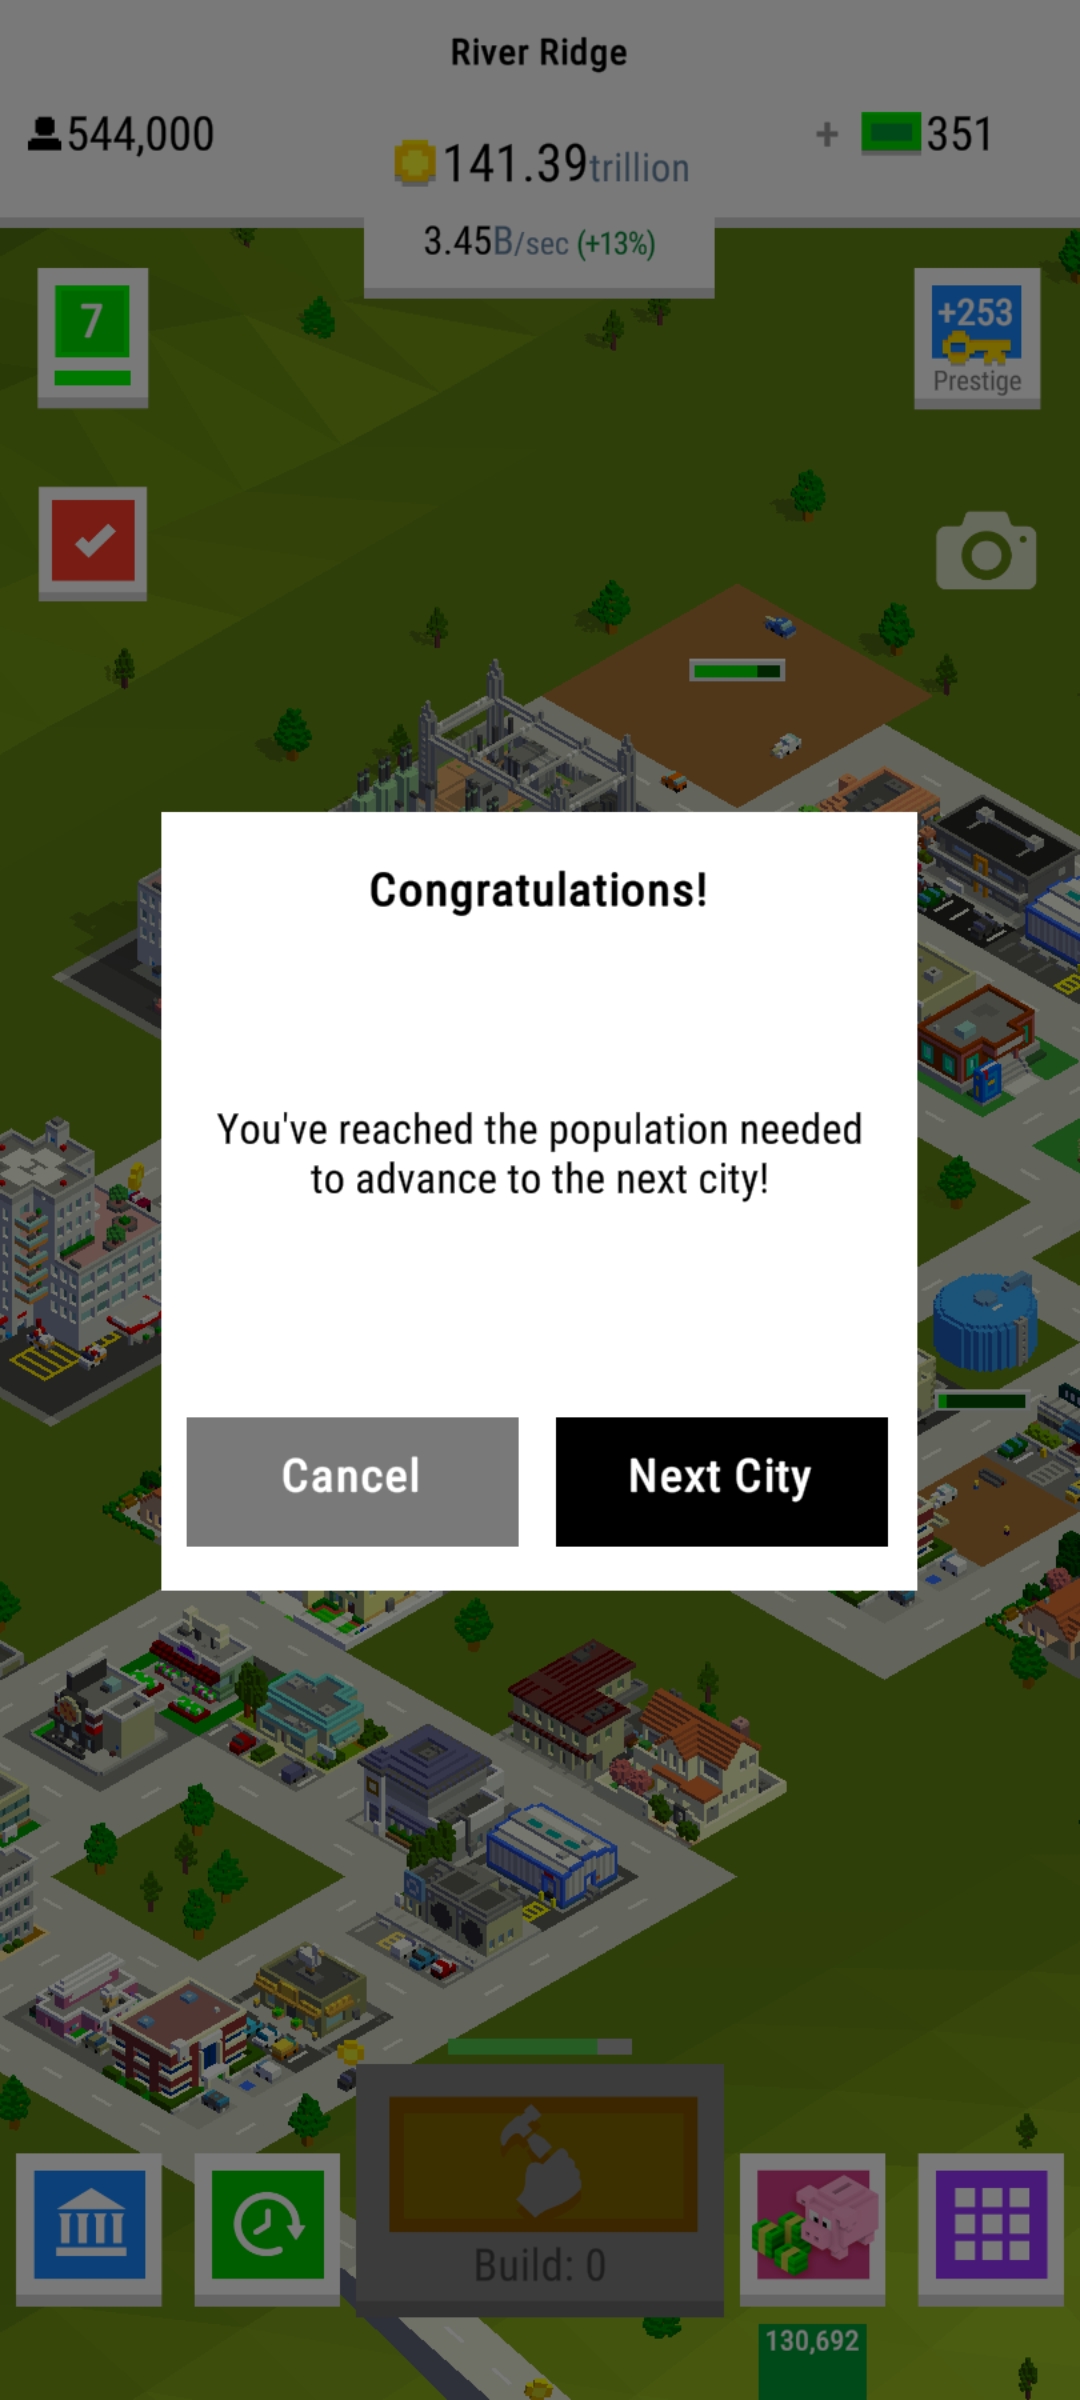 River Ridge
544,000
141.39trillion
+ 351
3.45B/sec (+13%)
7
+253
Prestige
Congratulations!
You've reached the population needed
to advance to the next city!
Cancel
Next City
Build: 0
130,692